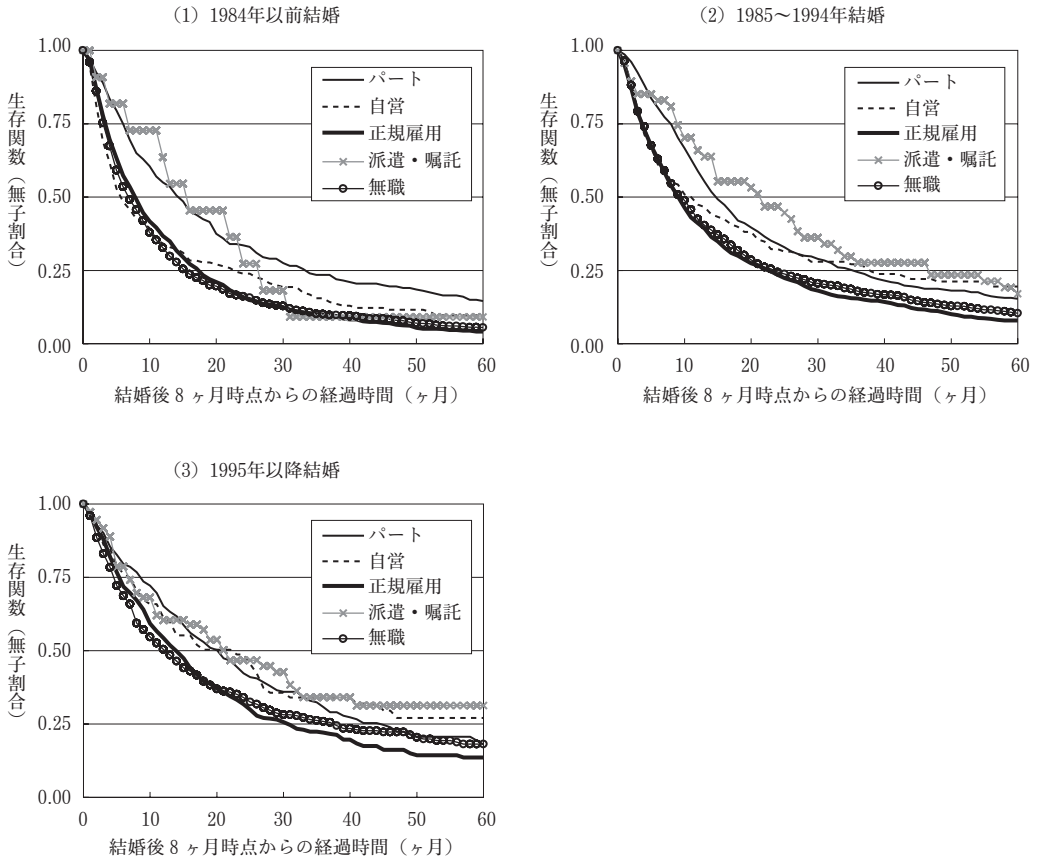 （1）1984年以前結婚
生存関数（無子割合）
1.00
0.75
0.50
0.25
0.00
パート
自営
正規雇用
派遣・嘱託
無職
0 10 20 30 40 50 60
結婚後 8 ヶ月時点からの経過時間（ヶ月）
（2）1985～1994年結婚
生存関数（無子割合）
1.00
0.75
0.50
0.25
0.00
パート
自営
正規雇用
派遣・嘱託
無職
0 10 20 30 40 50 60
結婚後 8 ヶ月時点からの経過時間（ヶ月）
（3）1995年以降結婚
生存関数（無子割合）
1.00
0.75
0.50
0.25
0.00
パート
自営
正規雇用
派遣・嘱託
無職
0 10 20 30 40 50 60
結婚後 8 ヶ月時点からの経過時間（ヶ月）